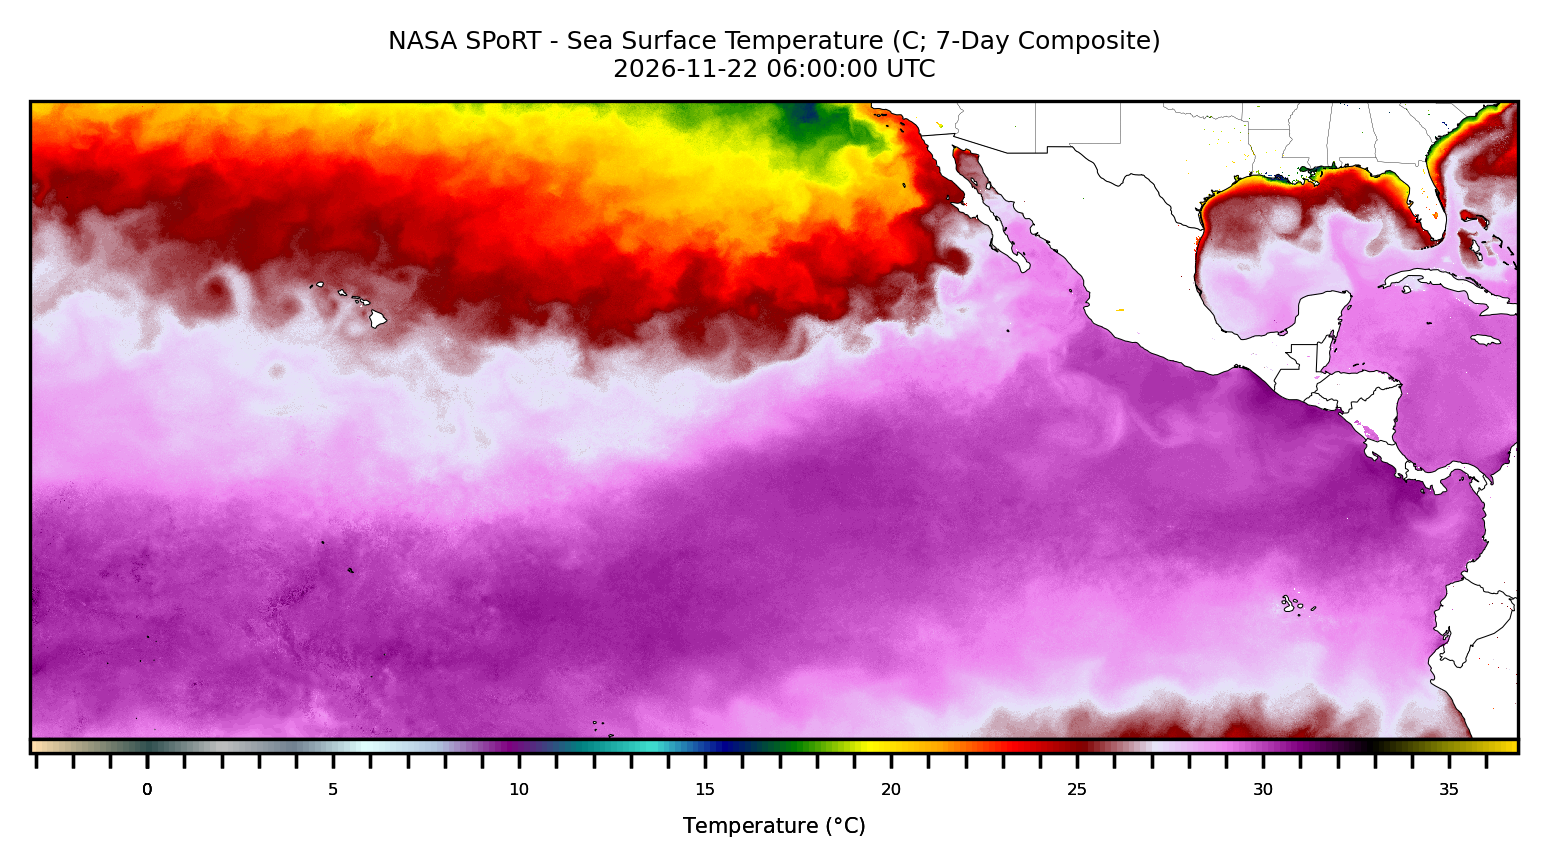 NASA SPoRT - Sea Surface Temperature (C; 7-Day Composite)
2026-11-22 06:00:00 UTC
0 5 10 15 20 25 30 35
Temperature (°C)